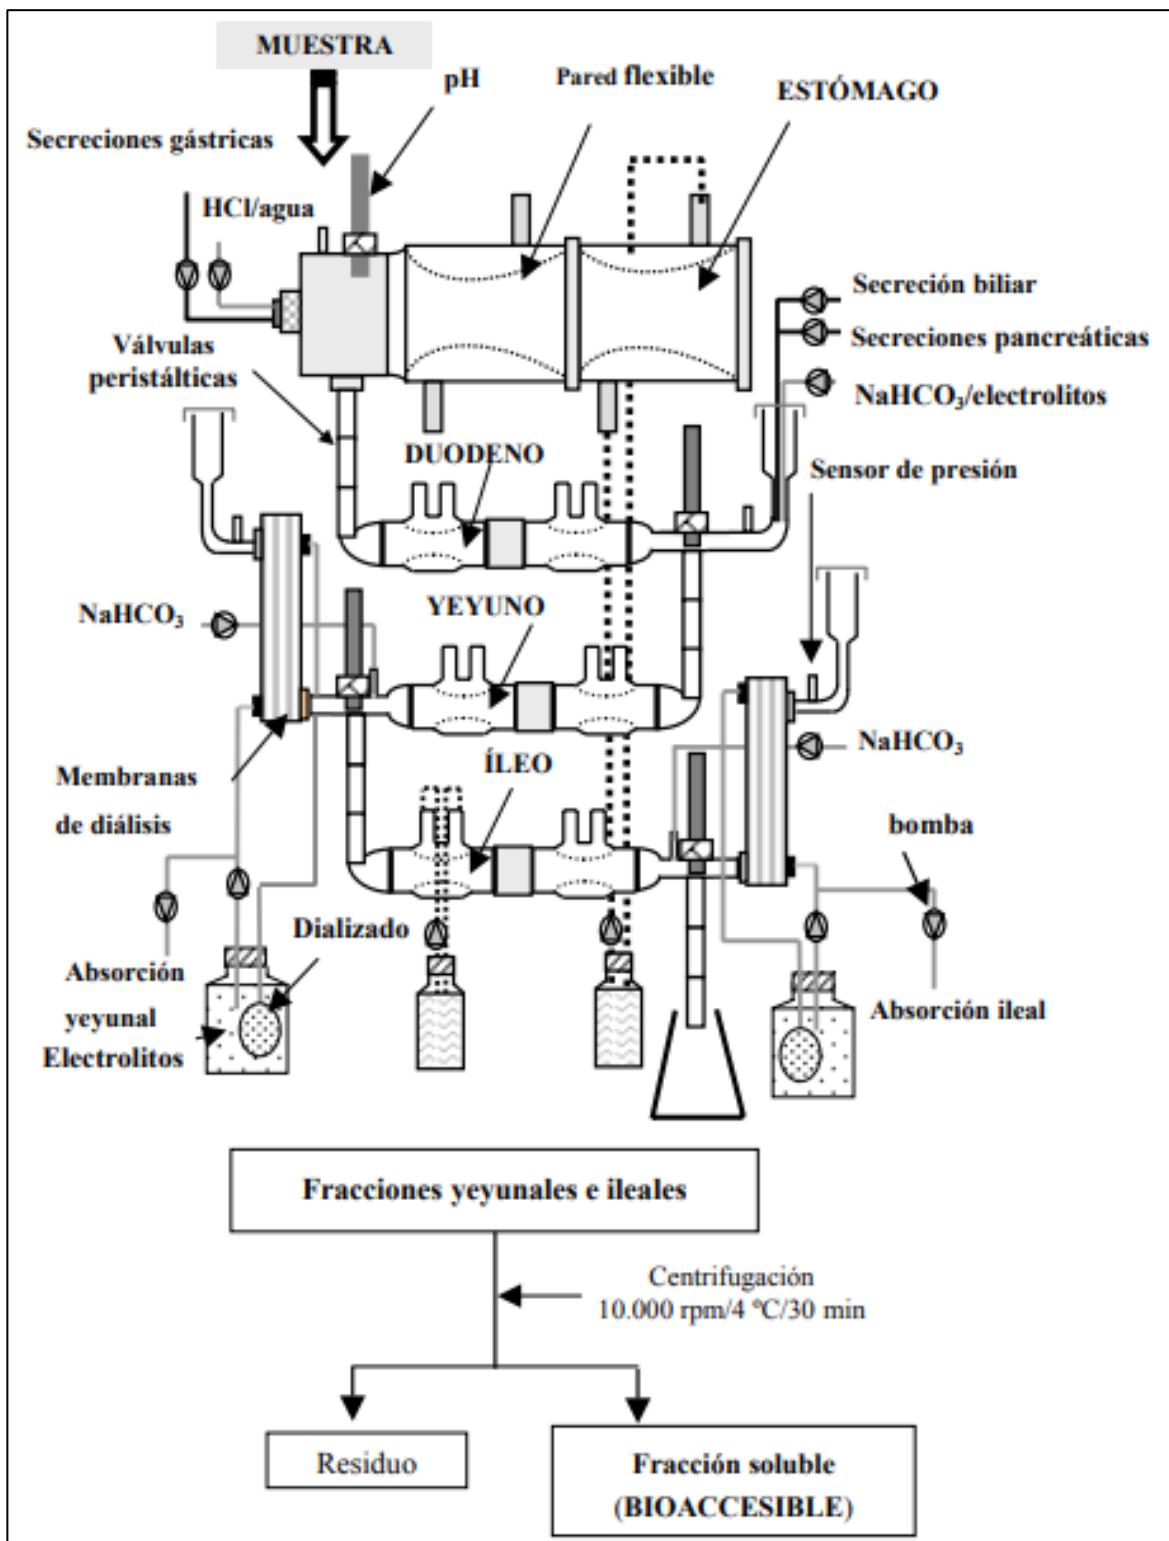 MUESTRA
pH
Pared flexible
ESTÓMAGO
Secreciones gástricas
HCl/agua
Secreción biliar
Secreciones pancreáticas
NaHCO₃/electrolitos
Válvulas
peristálticas
DUODENO
Sensor de presión
NaHCO₃
YEYUNO
NaHCO₃
ÍLEO
Membranas
de diálisis
bomba
Dializado
Absorción
yeyunal
Electrolitos
Absorción ileal
Fracciones yeyunales e ileales
Centrifugación
10.000 rpm/4 ºC/30 min
Residuo
Fracción soluble
(BIOACCESIBLE)